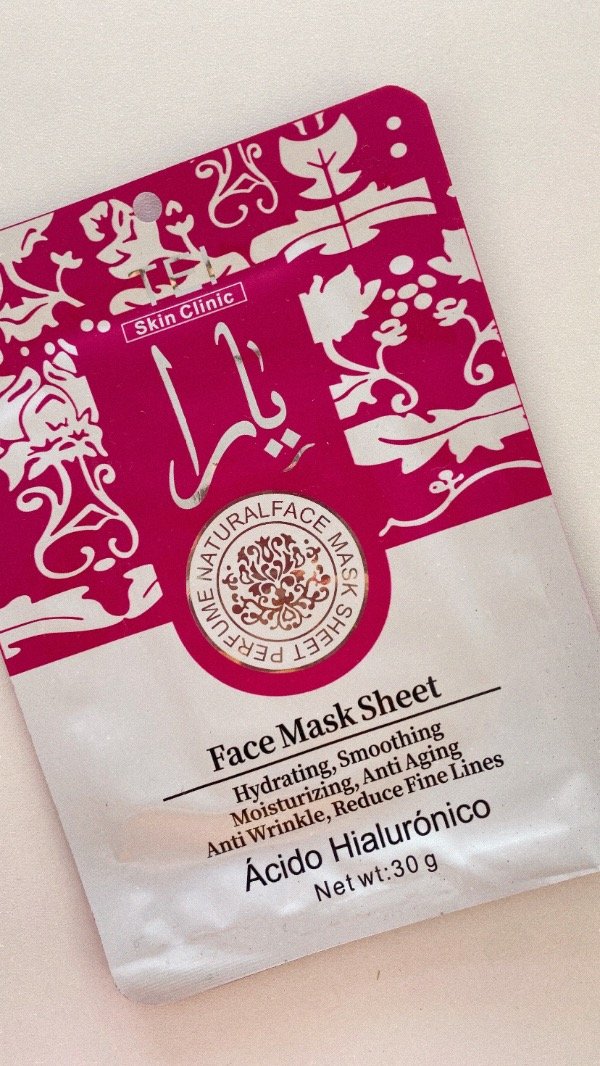 Skin Clinic
يارا
NATURALFACE MASK SHEET PERFUME
Face Mask Sheet
Hydrating, Smoothing
Moisturizing, Anti Aging
Anti Wrinkle, Reduce Fine Lines
Ácido Hialurónico
Net wt:30 g